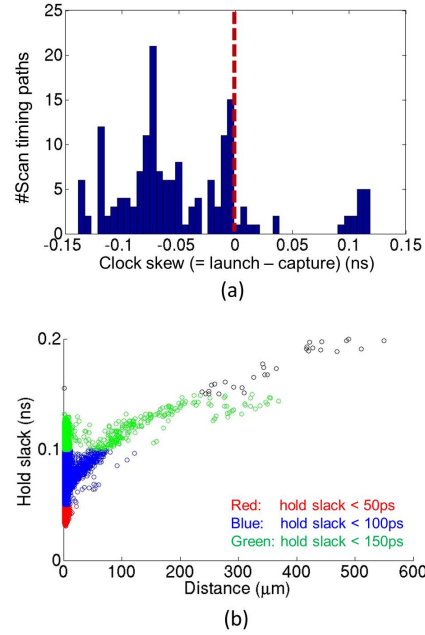 25
20
15
10
5
0
#Scan timing paths
-0.15 -0.1 -0.05 0 0.05 0.1 0.15
Clock skew (= launch – capture) (ns)
(a)
0.2
0.1
0
Hold slack (ns)
Red: hold slack < 50ps
Blue: hold slack < 100ps
Green: hold slack < 150ps
0 100 200 300 400 500 600
Distance (μm)
(b)